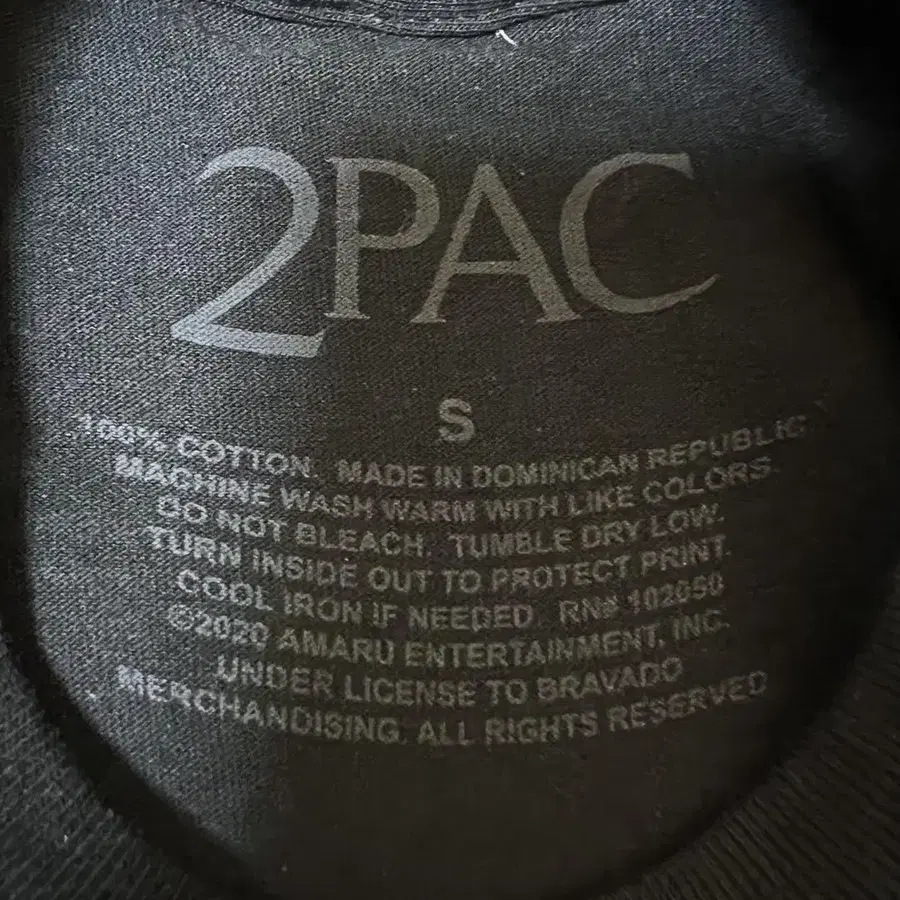 2PAC
S
100% COTTON. MADE IN DOMINICAN REPUBLIC
MACHINE WASH WARM WITH LIKE COLORS.
DO NOT BLEACH. TUMBLE DRY LOW.
TURN INSIDE OUT TO PROTECT PRINT.
COOL IRON IF NEEDED RN# 102050
©2020 AMARU ENTERTAINMENT, INC.
UNDER LICENSE TO BRAVADO
MERCHANDISING. ALL RIGHTS RESERVED